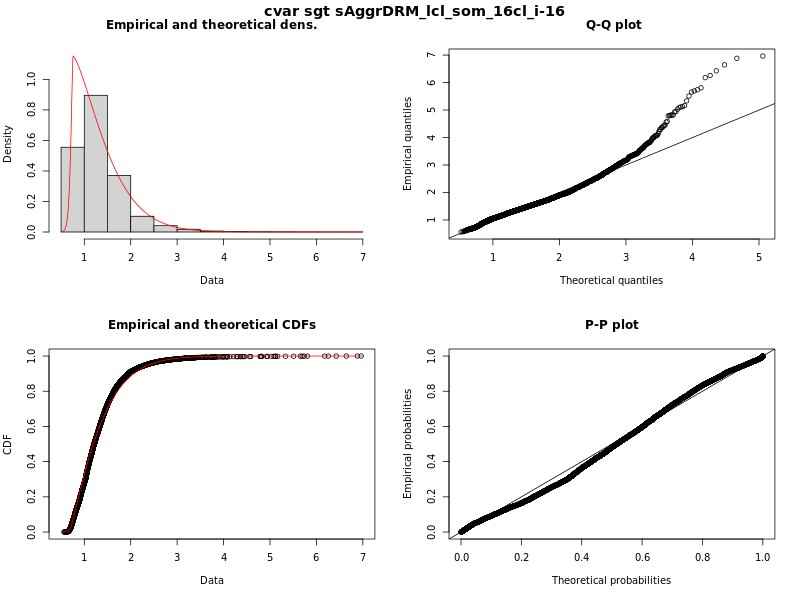 cvar sgt sAggrDRM_lcl_som_16cl_i-16
Empirical and theoretical dens.
Density
0.0 0.2 0.4 0.6 0.8 1.0
1 2 3 4 5 6 7
Data
Q-Q plot
Empirical quantiles
1 2 3 4 5 6 7
1 2 3 4 5
Theoretical quantiles
Empirical and theoretical CDFs
CDF
0.0 0.2 0.4 0.6 0.8 1.0
1 2 3 4 5 6 7
Data
P-P plot
Empirical probabilities
0.0 0.2 0.4 0.6 0.8 1.0
0.0 0.2 0.4 0.6 0.8 1.0
Theoretical probabilities